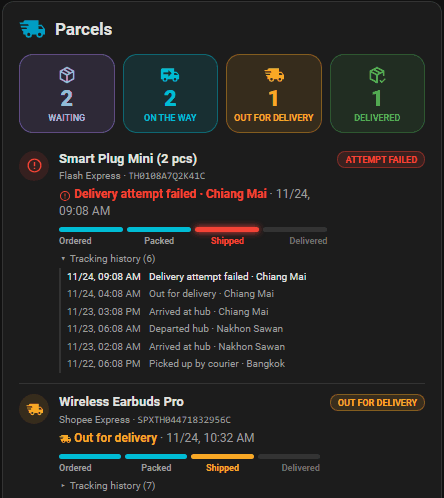 Parcels
2
WAITING
2
ON THE WAY
1
OUT FOR DELIVERY
1
DELIVERED
Smart Plug Mini (2 pcs)
ATTEMPT FAILED
Flash Express · TH0108A7Q2K41C
Delivery attempt failed · Chiang Mai · 11/24,
09:08 AM
Ordered Packed Shipped Delivered
▾ Tracking history (6)
11/24, 09:08 AM Delivery attempt failed · Chiang Mai
11/24, 04:08 AM Out for delivery · Chiang Mai
11/23, 03:08 PM Arrived at hub · Chiang Mai
11/23, 06:08 AM Departed hub · Nakhon Sawan
11/23, 02:08 AM Arrived at hub · Nakhon Sawan
11/22, 06:08 PM Picked up by courier · Bangkok
Wireless Earbuds Pro
OUT FOR DELIVERY
Shopee Express · SPXTH04471832956C
Out for delivery · 11/24, 10:32 AM
Ordered Packed Shipped Delivered
▸ Tracking history (7)